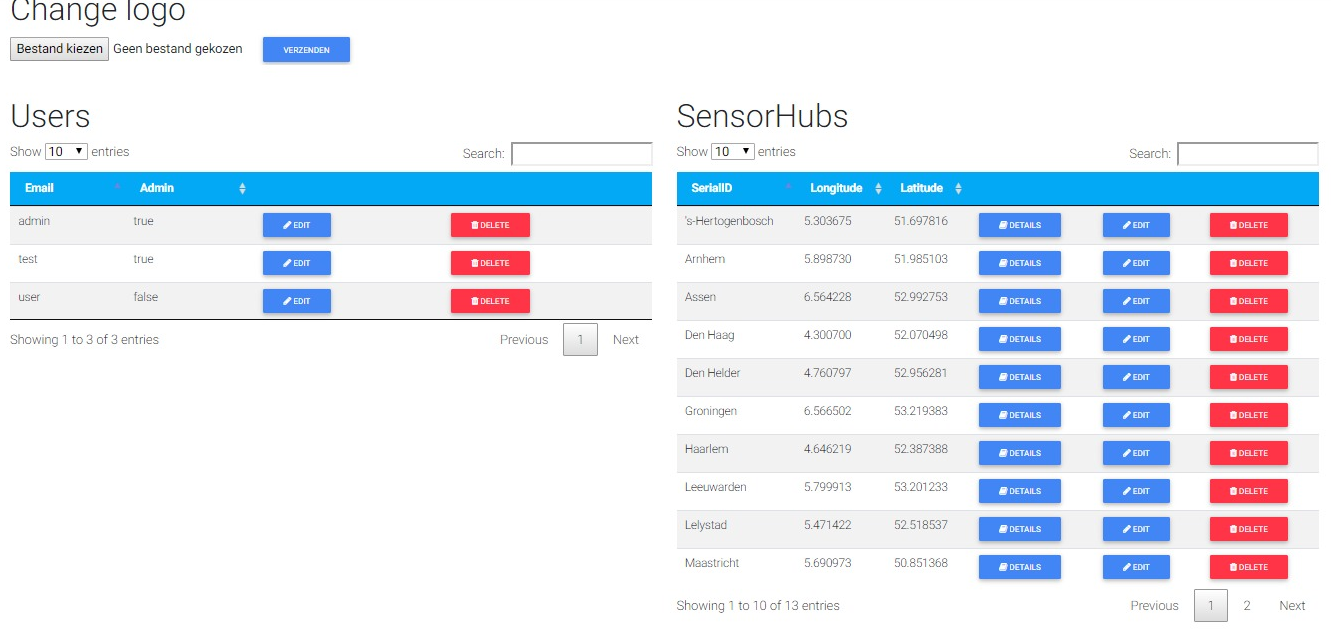 Change logo
Bestand kiezen Geen bestand gekozen VERZENDEN
Users
Show 10 entries Search:
Email Admin
admin true EDIT DELETE
test true EDIT DELETE
user false EDIT DELETE
Showing 1 to 3 of 3 entries Previous 1 Next
SensorHubs
Show 10 entries Search:
SerialID Longitude Latitude
's-Hertogenbosch 5.303675 51.697816 DETAILS EDIT DELETE
Arnhem 5.898730 51.985103 DETAILS EDIT DELETE
Assen 6.564228 52.992753 DETAILS EDIT DELETE
Den Haag 4.300700 52.070498 DETAILS EDIT DELETE
Den Helder 4.760797 52.956281 DETAILS EDIT DELETE
Groningen 6.566502 53.219383 DETAILS EDIT DELETE
Haarlem 4.646219 52.387388 DETAILS EDIT DELETE
Leeuwarden 5.799913 53.201233 DETAILS EDIT DELETE
Lelystad 5.471422 52.518537 DETAILS EDIT DELETE
Maastricht 5.690973 50.851368 DETAILS EDIT DELETE
Showing 1 to 10 of 13 entries Previous 1 2 Next